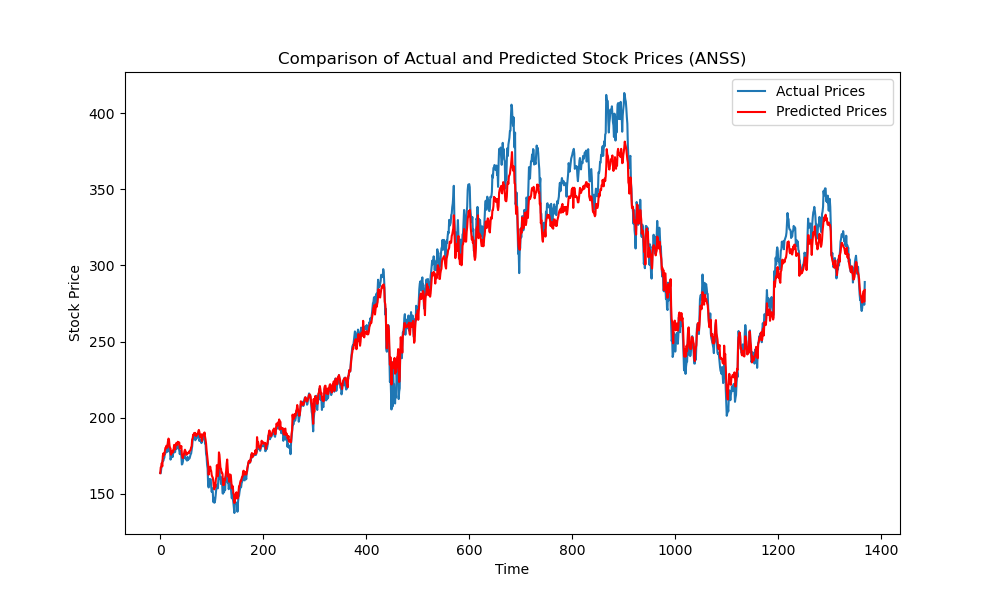 Comparison of Actual and Predicted Stock Prices (ANSS)
Actual Prices
Predicted Prices
Stock Price
400
350
300
250
200
150
0 200 400 600 800 1000 1200 1400
Time